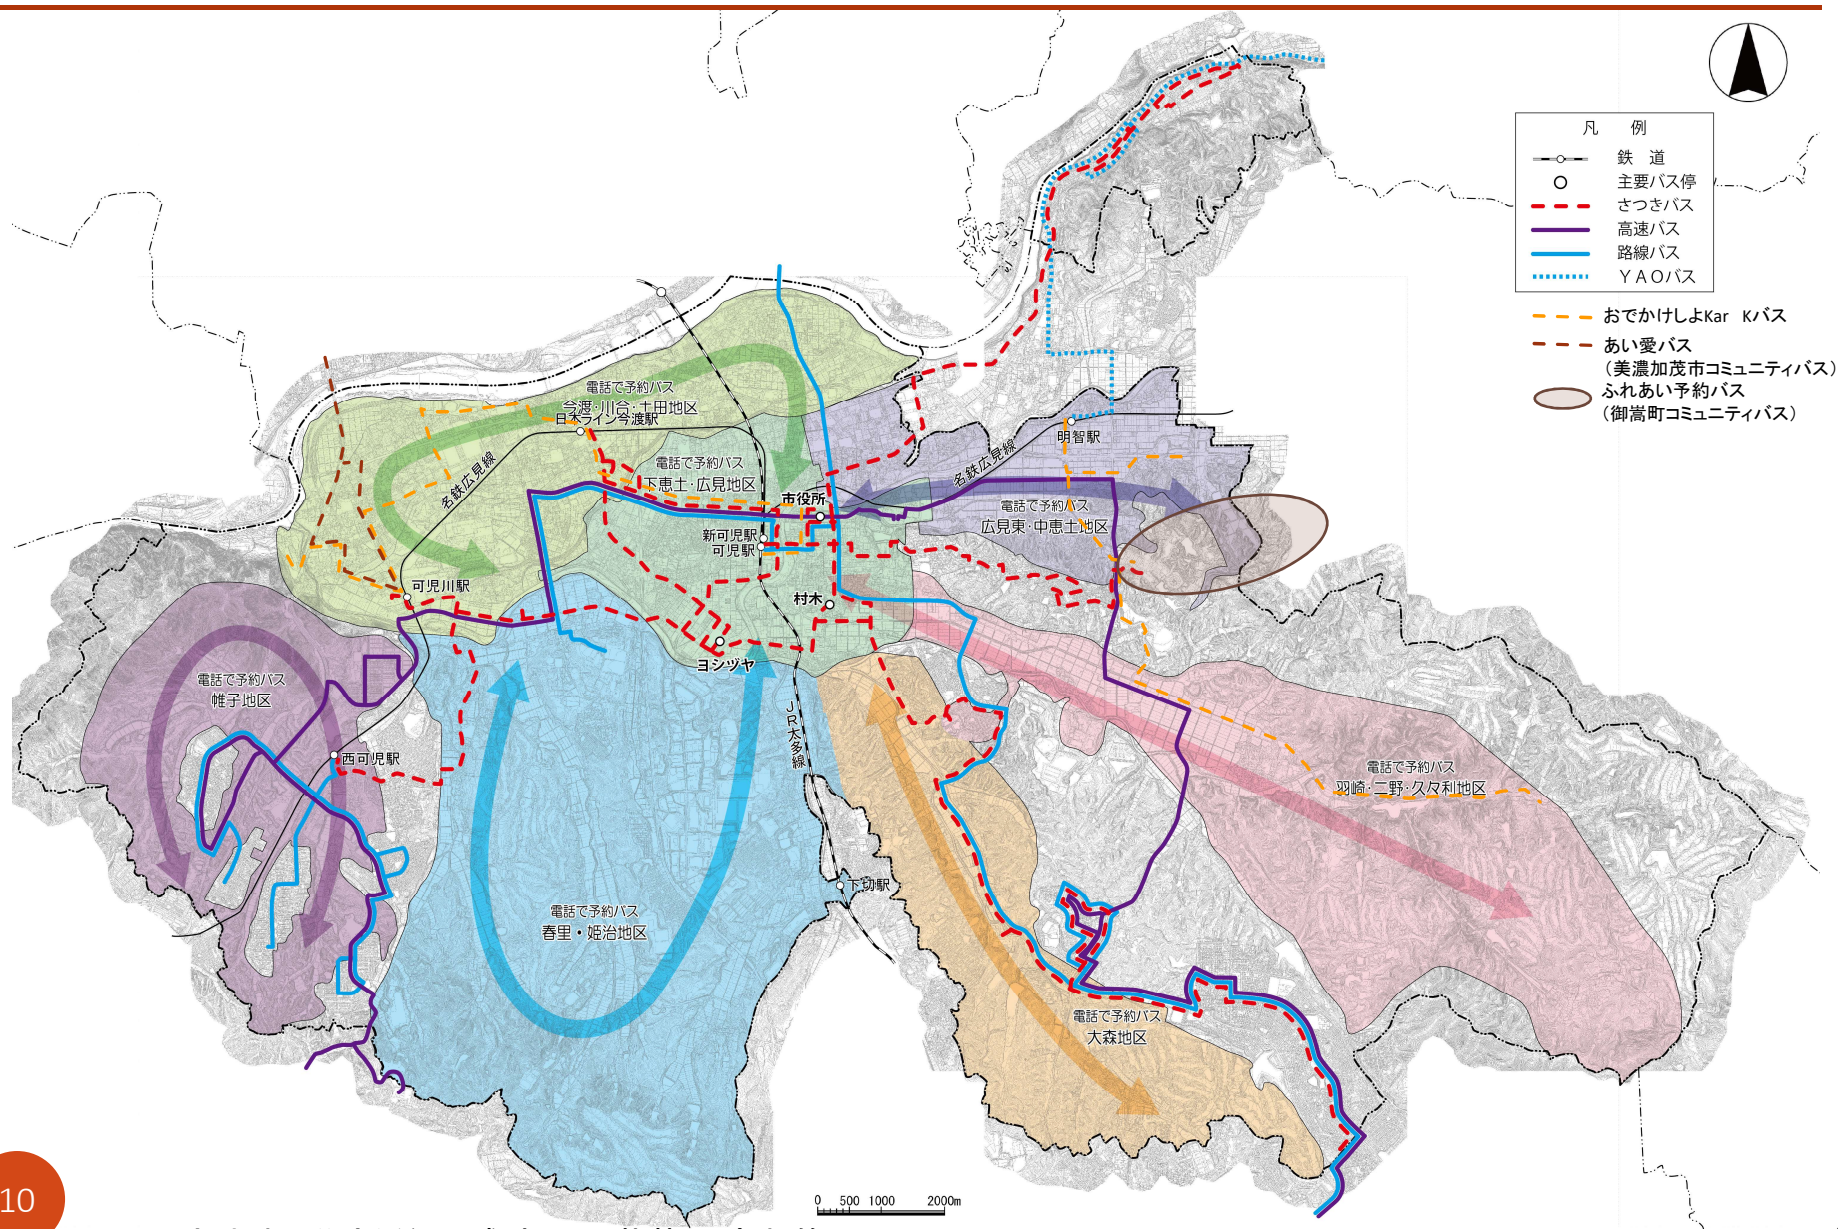 凡 例
鉄 道
主要バス停
さつきバス
高速バス
路線バス
YAOバス
おでかけしよKar Kバス
あい愛バス
(美濃加茂市コミュニティバス)
ふれあい予約バス
(御嵩町コミュニティバス)
電話で予約バス
今渡・川合・土田地区
日本ライン今渡駅
名鉄広見線
電話で予約バス
下恵土・広見地区
市役所
新可児駅
可児駅
明智駅
名鉄広見線
電話で予約バス
広見東・中恵土地区
可児川駅
村木
ヨシヅヤ
電話で予約バス
帷子地区
西可児駅
JR太多線
電話で予約バス
羽崎・二野・久々利地区
下切駅
電話で予約バス
春里・姫治地区
電話で予約バス
大森地区
0 500 1000 2000m
10